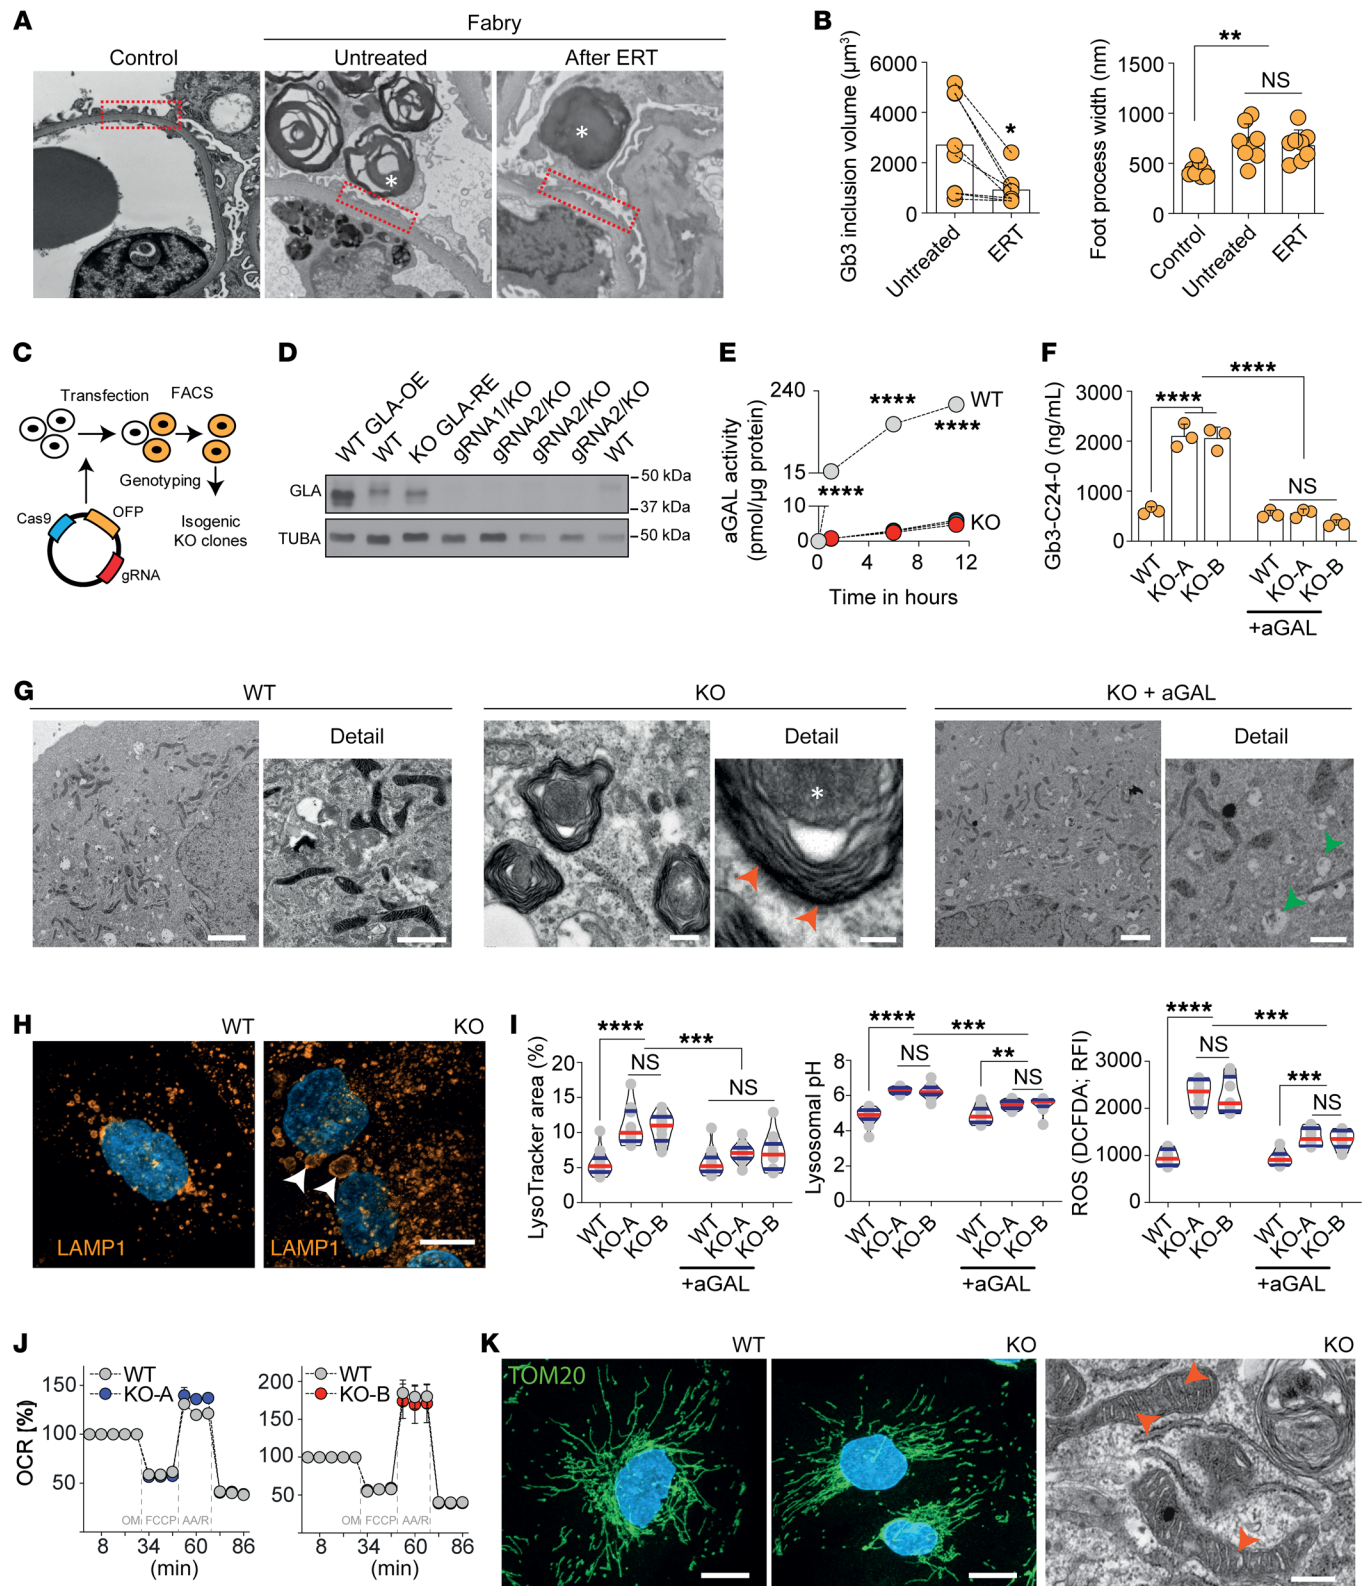 A
Fabry
Control
Untreated
After ERT
*
*
B
Gb3 inclusion volume (µm³)
6000
4000
2000
0
*
Untreated
ERT
Foot process width (nm)
1500
1000
500
0
**
NS
Control
Untreated
ERT
C
Transfection
FACS
Genotyping
Cas9
OFP
gRNA
Isogenic
KO clones
D
WT GLA-OE
WT
KO GLA-RE
gRNA1/KO
gRNA2/KO
gRNA2/KO
gRNA2/KO
WT
GLA
TUBA
50 kDa
37 kDa
50 kDa
E
aGAL activity
(pmol/µg protein)
240
15
10
0
****
****
****
WT
KO
0 4 8 12
Time in hours
F
Gb3-C24-0 (ng/mL)
3000
2000
1000
0
****
****
NS
WT
KO-A
KO-B
WT
KO-A
KO-B
+aGAL
G
WT
Detail
KO
Detail
*
KO + aGAL
Detail
H
WT
KO
LAMP1
LAMP1
I
LysoTracker area (%)
20
15
10
5
0
****
NS
***
NS
WT
KO-A
KO-B
WT
KO-A
KO-B
+aGAL
Lysosomal pH
8
6
4
2
0
****
NS
***
**
NS
WT
KO-A
KO-B
WT
KO-A
KO-B
+aGAL
ROS (DCFDA; RFI)
3000
2000
1000
0
****
NS
***
***
NS
WT
KO-A
KO-B
WT
KO-A
KO-B
+aGAL
J
OCR [%]
150
100
50
WT
KO-A
OM FCCP AA/R
8 34 60 86
(min)
200
150
100
50
WT
KO-B
OM FCCP AA/R
8 34 60 86
(min)
K
WT
KO
KO
TOM20